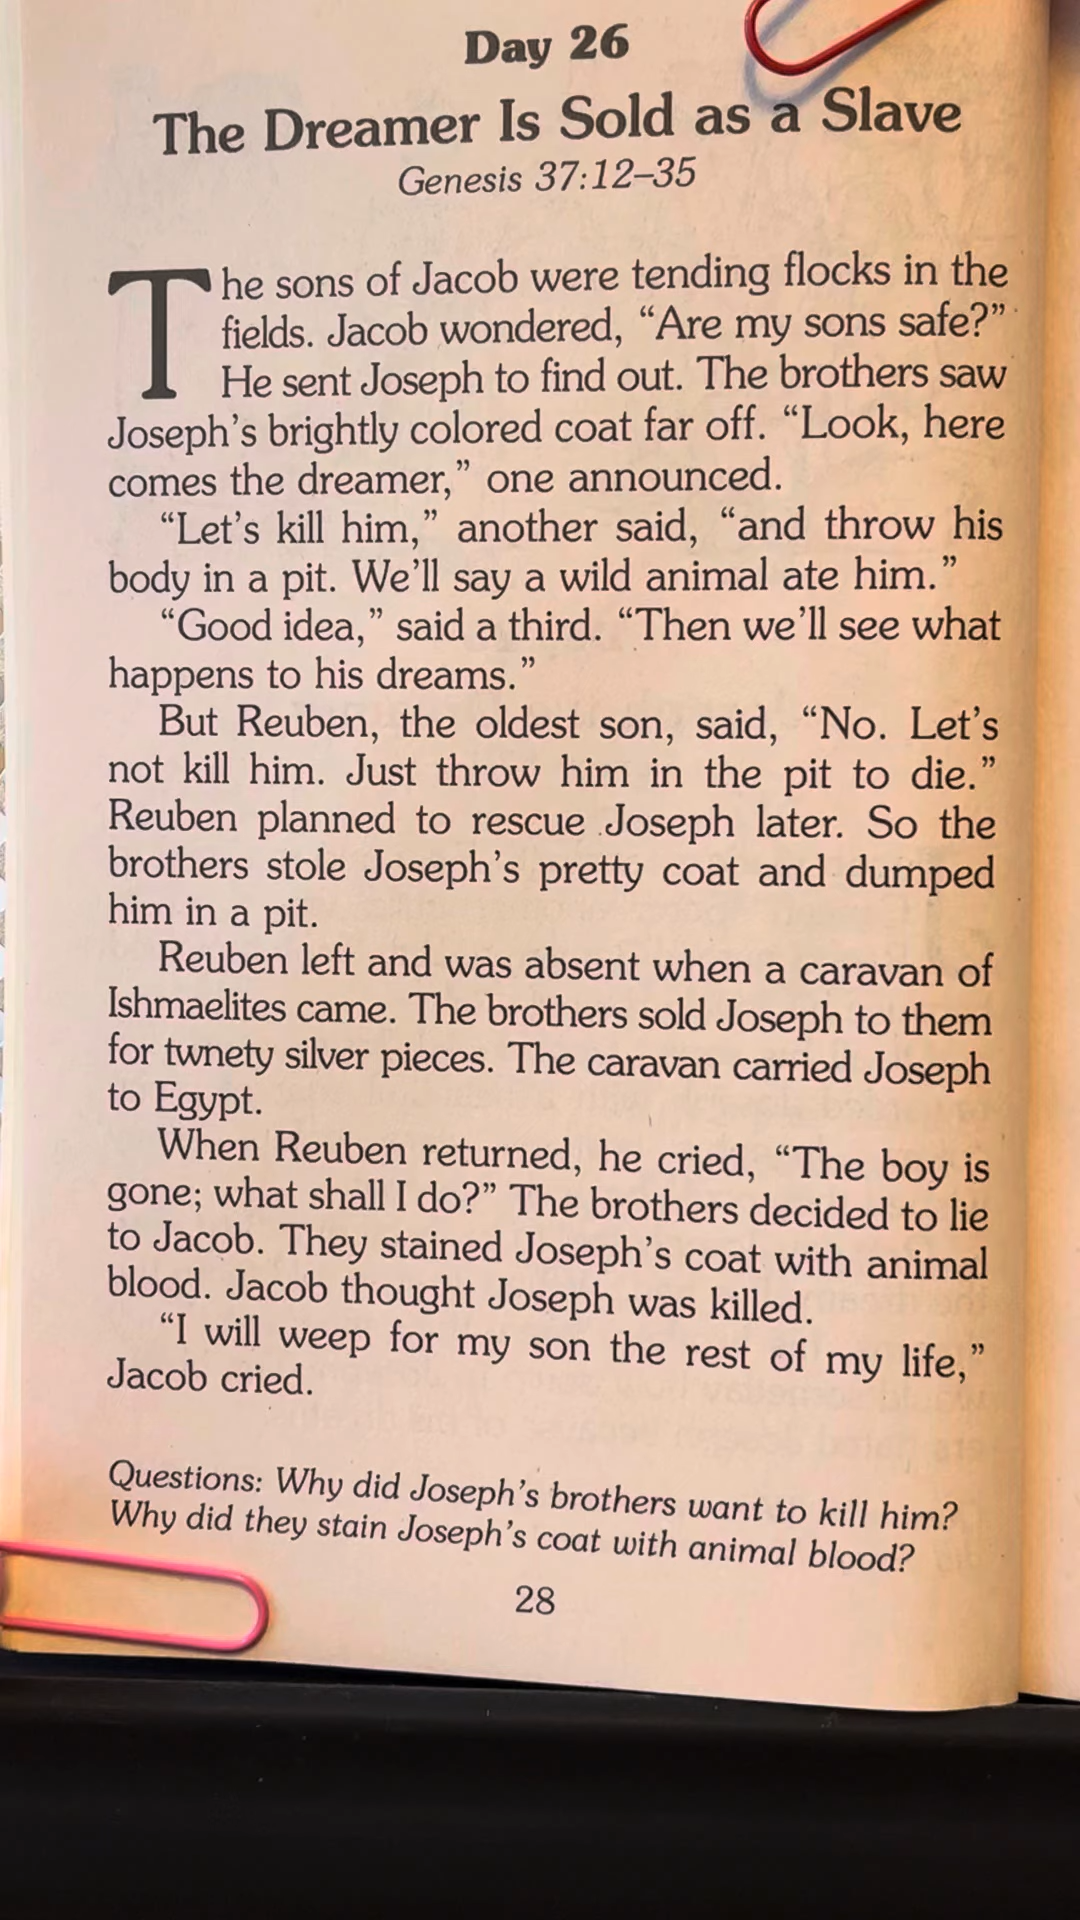 Day 26
The Dreamer Is Sold as a Slave
Genesis 37:12–35
The sons of Jacob were tending flocks in the
fields. Jacob wondered, “Are my sons safe?”
He sent Joseph to find out. The brothers saw
Joseph’s brightly colored coat far off. “Look, here
comes the dreamer,” one announced.
“Let’s kill him,” another said, “and throw his
body in a pit. We’ll say a wild animal ate him.”
“Good idea,” said a third. “Then we’ll see what
happens to his dreams.”
But Reuben, the oldest son, said, “No. Let’s
not kill him. Just throw him in the pit to die.”
Reuben planned to rescue Joseph later. So the
brothers stole Joseph’s pretty coat and dumped
him in a pit.
Reuben left and was absent when a caravan of
Ishmaelites came. The brothers sold Joseph to them
for twnety silver pieces. The caravan carried Joseph
to Egypt.
When Reuben returned, he cried, “The boy is
gone; what shall I do?” The brothers decided to lie
to Jacob. They stained Joseph’s coat with animal
blood. Jacob thought Joseph was killed.
“I will weep for my son the rest of my life,”
Jacob cried.
Questions: Why did Joseph’s brothers want to kill him?
Why did they stain Joseph’s coat with animal blood?
28